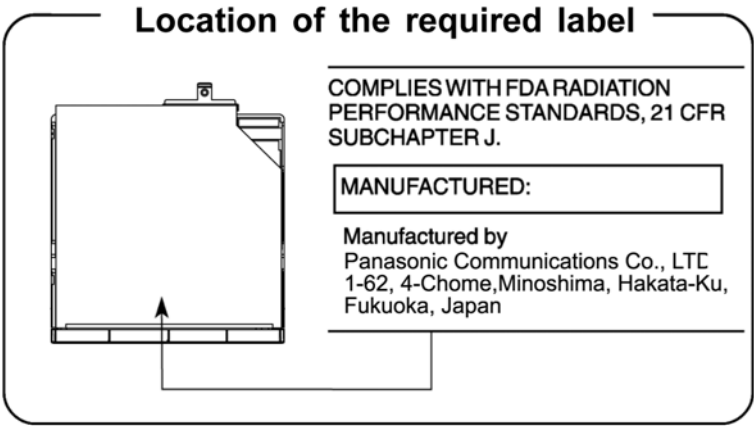 Location of the required label
COMPLIES WITH FDA RADIATION
PERFORMANCE STANDARDS, 21 CFR
SUBCHAPTER J.
MANUFACTURED:
Manufactured by
Panasonic Communications Co., LTD
1-62, 4-Chome,Minoshima, Hakata-Ku,
Fukuoka, Japan